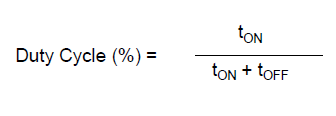 tON
Duty Cycle (%) =
tON + tOFF